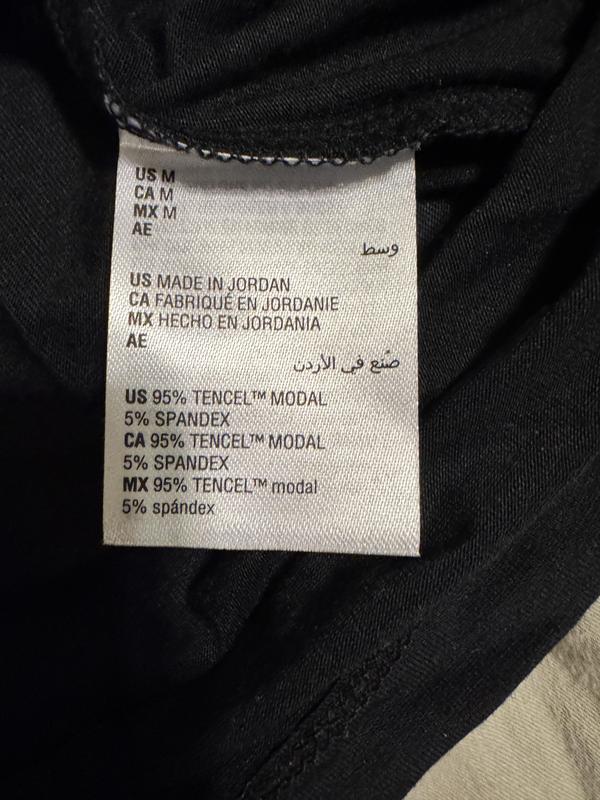 US M
CA M
MX M
AE
وسط
US MADE IN JORDAN
CA FABRIQUÉ EN JORDANIE
MX HECHO EN JORDANIA
AE
صُنع في الأردن
US 95% TENCEL™ MODAL
5% SPANDEX
CA 95% TENCEL™ MODAL
5% SPANDEX
MX 95% TENCEL™ modal
5% spándex